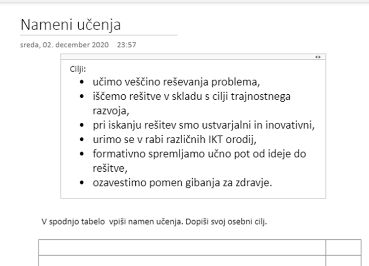 Nameni učenja
sreda, 02. december 2020 23:57
Cilji:
• učimo veščino reševanja problema,
• iščemo rešitve v skladu s cilji trajnostnega
razvoja,
• pri iskanju rešitev smo ustvarjalni in inovativni,
• urimo se v rabi različnih IKT orodij,
• formativno spremljamo učno pot od ideje do
rešitve,
• ozavestimo pomen gibanja za zdravje.
V spodnjo tabelo vpiši namen učenja. Dopiši svoj osebni cilj.